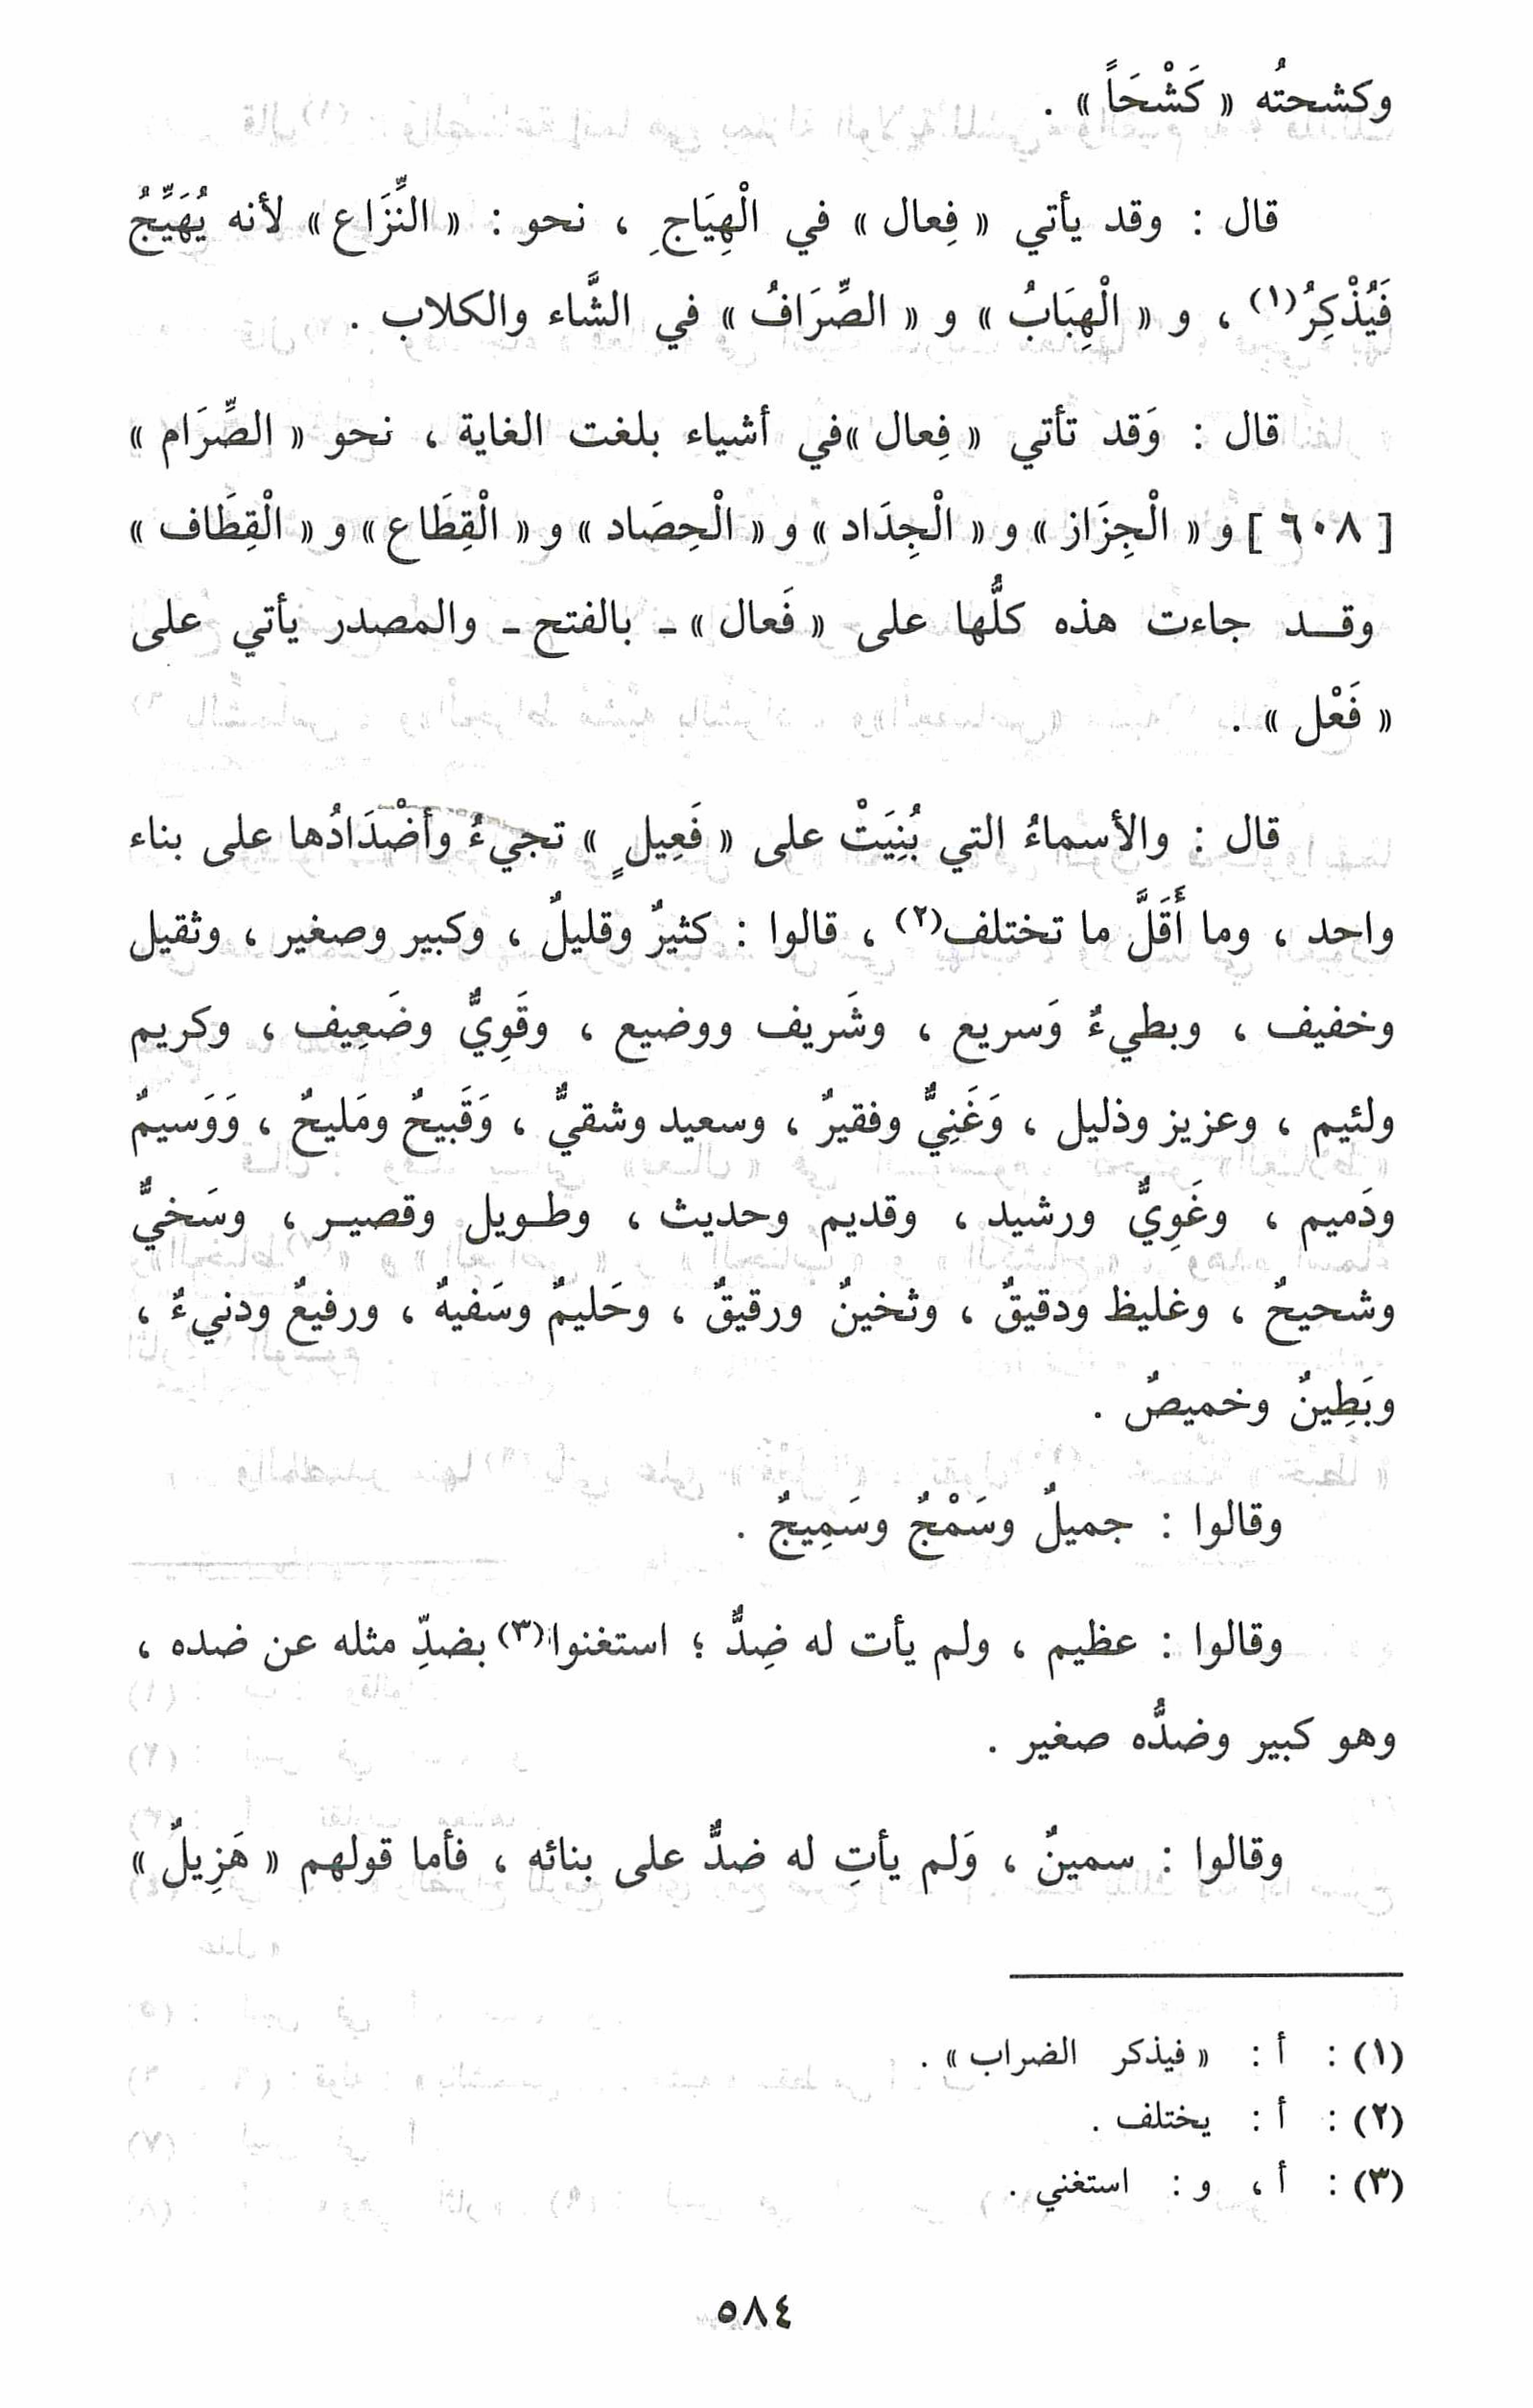 وكشحتُه « كَشْحَاً » .
قال : وقد يأتي « فِعال » في الْهِيَاجِ ، نحو : « النِّزَاع » لأنه يُهَيِّجُ
فَيُذْكِرُ(١) ، و « الْهِبَابُ » و « الصِّرَافُ » في الشَّاء والكلاب .
قال : وَقد تأتي « فِعال »في أشياء بلغت الغاية ، نحو « الصِّرَام »
[ ٦٠٨ ] و « الْجِزَاز » و « الْجِدَاد » و « الْحِصَاد » و « الْقِطَاع » و « الْقِطَاف »
وقـد جاءت هذه كلُّها على « فَعال » ـ بالفتح ـ والمصدر يأتي على
« فَعْل » .
قال : والأسماءُ التي بُنِيَتْ على « فَعِيلٍ » تجيءُ وأضْدَادُها على بناء
واحد ، وما أَقَلَّ ما تختلف(٢) ، قالوا : كثيرٌ وقليلٌ ، وكبير وصغير ، وثقيل
وخفيف ، وبطيءٌ وَسريع ، وشَريف ووضيع ، وقَوِيٌّ وضَعِيف ، وكريم
ولئيم ، وعزيز وذليل ، وَغَنِيٌّ وفقيرٌ ، وسعيد وشقيٌّ ، وَقَبيحٌ ومَليحٌ ، وَوَسيمٌ
ودَميم ، وغَوِيٌّ ورشيد ، وقديم وحديث ، وطـويل وقصيـر ، وسَخيٌّ
وشحيحٌ ، وغليظ ودقيقٌ ، وثخينٌ ورقيقٌ ، وحَليمٌ وسَفيهٌ ، ورفيعٌ ودنيءٌ ،
وبَطِينٌ وخميصٌ .
وقالوا : جميلٌ وسَمْجٌ وسَمِيجٌ .
وقالوا : عظيم ، ولم يأت له ضِدٌّ ؛ استغنوا(٣) بضدِّ مثله عن ضده ،
وهو كبير وضدُّه صغير .
وقالوا : سمينٌ ، وَلم يأتِ له ضدٌّ على بنائه ، فأما قولهم « هَزِيلٌ »
(١) : أ : « فيذكر الضراب » .
(٢) : أ : يختلف .
(٣) : أ ، و : استغني .
٥٨٤